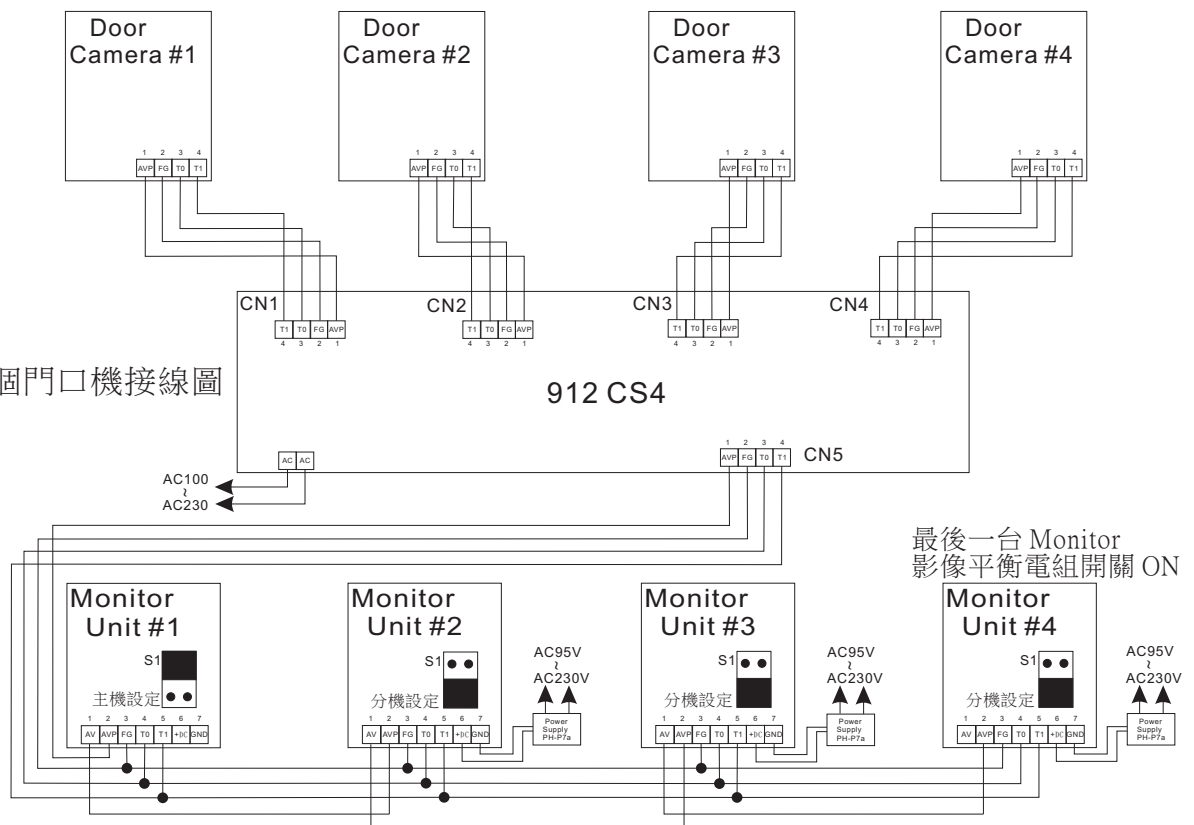 Door
Camera #1
1 2 3 4
AVP FG T0 T1
Door
Camera #2
1 2 3 4
AVP FG T0 T1
Door
Camera #3
1 2 3 4
AVP FG T0 T1
Door
Camera #4
1 2 3 4
AVP FG T0 T1
CN1
T1 T0 FG AVP
4 3 2 1
CN2
T1 T0 FG AVP
4 3 2 1
CN3
T1 T0 FG AVP
4 3 2 1
CN4
T1 T0 FG AVP
4 3 2 1
個門口機接線圖
912 CS4
AC AC
AC100
~
AC230
1 2 3 4
AVP FG T0 T1
CN5
最後一台 Monitor
影像平衡電組開關 ON
Monitor
Unit #1
S1
主機設定
1 2 3 4 5 6 7
AV AVP FG T0 T1 +DC GND
Monitor
Unit #2
S1
分機設定
1 2 3 4 5 6 7
AV AVP FG T0 T1 +DC GND
AC95V
~
AC230V
Power
Supply
PH-P7a
Monitor
Unit #3
S1
分機設定
1 2 3 4 5 6 7
AV AVP FG T0 T1 +DC GND
AC95V
~
AC230V
Power
Supply
PH-P7a
Monitor
Unit #4
S1
分機設定
1 2 3 4 5 6 7
AV AVP FG T0 T1 +DC GND
AC95V
~
AC230V
Power
Supply
PH-P7a